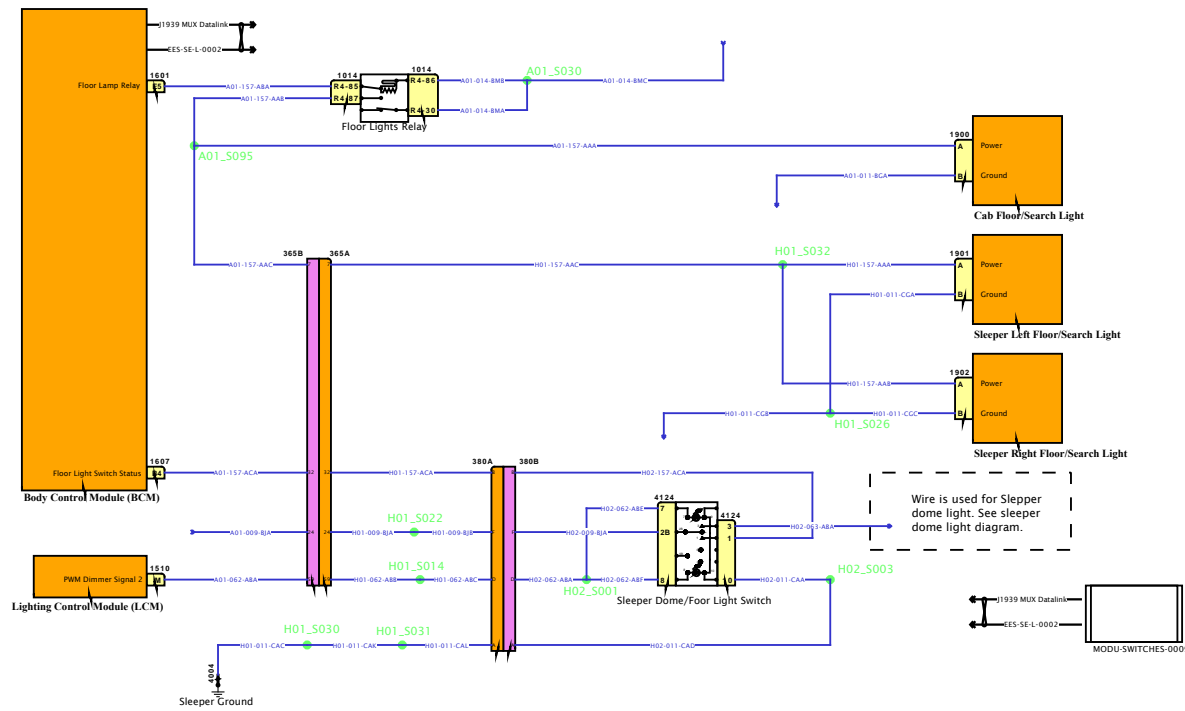 J1939 MUX Datalink
EES-SE-L-0002
Floor Lamp Relay
1601
E5
A01-157-ABA
A01-157-AAB
1014
R4-85
R4-87
1014
R4-86
R4-30
Floor Lights Relay
A01-014-BMB
A01-014-BMA
A01_S030
A01-014-BMC
A01_S095
A01-157-AAA
1900
A
Power
B
Ground
A01-011-BGA
Cab Floor/Search Light
A01-157-AAC
365B
365A
7
7
H01-157-AAC
H01_S032
H01-157-AAA
1901
A
Power
B
Ground
H01-011-CGA
Sleeper Left Floor/Search Light
1902
H01-157-AAB
A
Power
H01-011-CGB
H01-011-CGC
B
Ground
H01_S026
Sleeper Right Floor/Search Light
Floor Light Switch Status
1607
Body Control Module (BCM)
A01-157-ACA
32
32
H01-157-ACA
380A
380B
H02-157-ACA
Wire is used for Slepper
dome light. See sleeper
dome light diagram.
4124
7
2B
8
4124
3
1
H02-062-ABE
H02-063-ABA
A01-009-BJA
24
24
H01_S022
H01-009-BJA
H01-009-BJB
H02-009-BJA
PWM Dimmer Signal 2
1510
M
Lighting Control Module (LCM)
A01-062-ABA
H01_S014
H01-062-ABB
H01-062-ABC
D
D
H02-062-ABA
H02-062-ABF
H02_S001
H02-011-CAA
H02_S003
Sleeper Dome/Foor Light Switch
H01_S030
H01_S031
H01-011-CAC
H01-011-CAK
H01-011-CAL
H02-011-CAD
4004
Sleeper Ground
J1939 MUX Datalink
EES-SE-L-0002